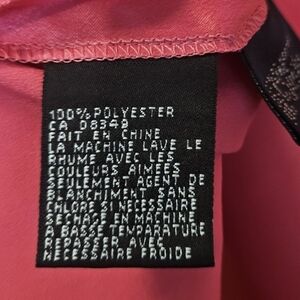 100% POLYESTER
CA 08349
FAIT EN CHINE
LA MACHINE LAVE LE
RHUME AVEC LES
COULEURS AIMEES
SEULEMENT AGENT DE
BLANCHIMENT SANS
CHLORE SI NECESSAIRE
SECHAGE EN MACHINE
A BASSE TEMPARATURE
REPASSER AVEC
NECESSAIRE FROIDE